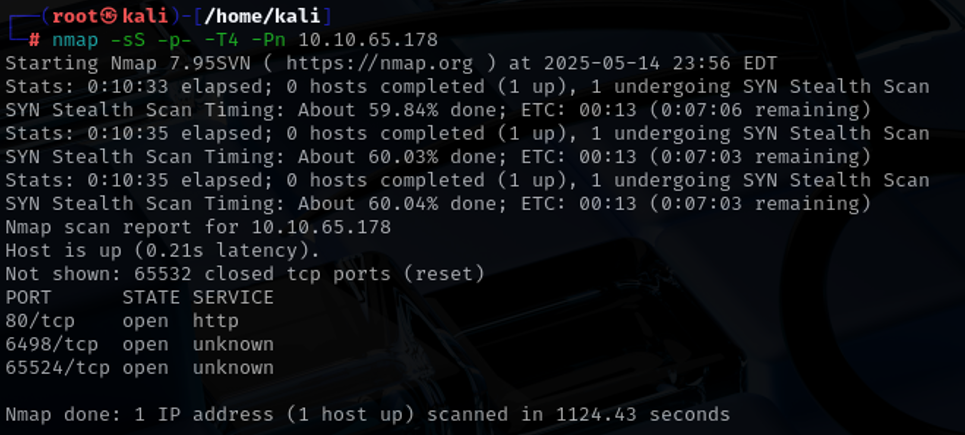 ┌──(root㉿kali)-[/home/kali]
└─# nmap -sS -p- -T4 -Pn 10.10.65.178
Starting Nmap 7.95SVN ( https://nmap.org ) at 2025-05-14 23:56 EDT
Stats: 0:10:33 elapsed; 0 hosts completed (1 up), 1 undergoing SYN Stealth Scan
SYN Stealth Scan Timing: About 59.84% done; ETC: 00:13 (0:07:06 remaining)
Stats: 0:10:35 elapsed; 0 hosts completed (1 up), 1 undergoing SYN Stealth Scan
SYN Stealth Scan Timing: About 60.03% done; ETC: 00:13 (0:07:03 remaining)
Stats: 0:10:35 elapsed; 0 hosts completed (1 up), 1 undergoing SYN Stealth Scan
SYN Stealth Scan Timing: About 60.04% done; ETC: 00:13 (0:07:03 remaining)
Nmap scan report for 10.10.65.178
Host is up (0.21s latency).
Not shown: 65532 closed tcp ports (reset)
PORT      STATE SERVICE
80/tcp    open  http
6498/tcp  open  unknown
65524/tcp open  unknown
Nmap done: 1 IP address (1 host up) scanned in 1124.43 seconds